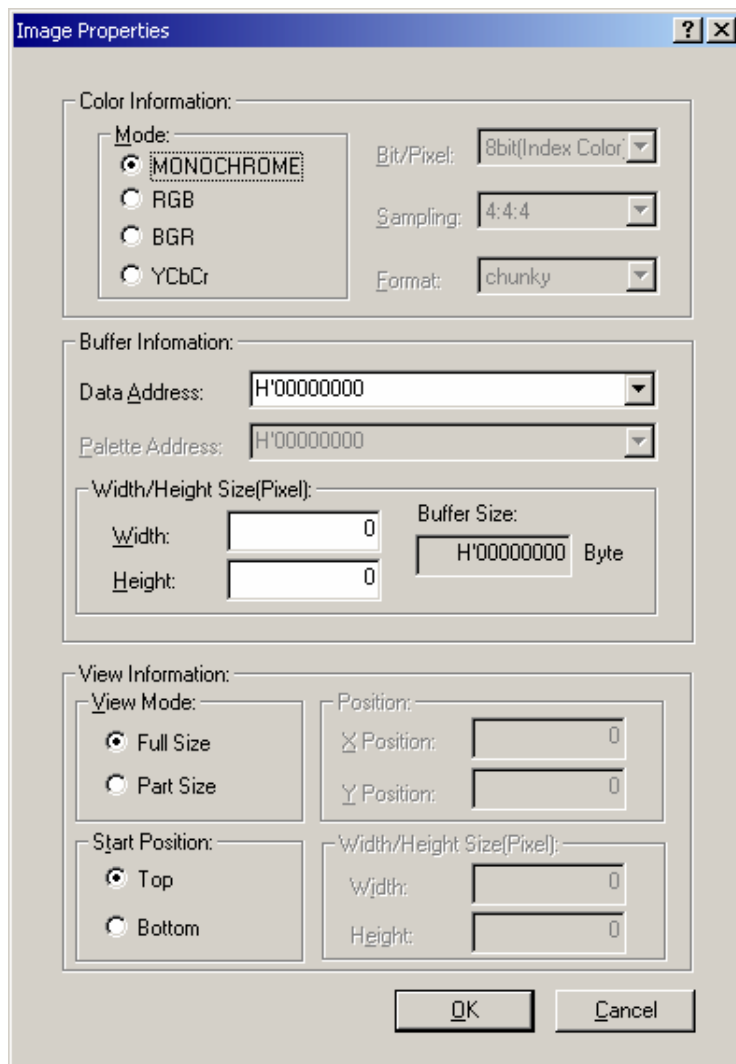 Image Properties
Color Information:
Mode:
MONOCHROME
RGB
BGR
YCbCr
Bit/Pixel: 8bit(Index Color)
Sampling: 4:4:4
Format: chunky
Buffer Infomation:
Data Address: H'00000000
Palette Address: H'00000000
Width/Height Size(Pixel):
Width: 0
Height: 0
Buffer Size:
H'00000000 Byte
View Information:
View Mode:
Full Size
Part Size
Position:
X Position: 0
Y Position: 0
Start Position:
Top
Bottom
Width/Height Size(Pixel):
Width: 0
Height: 0
OK Cancel